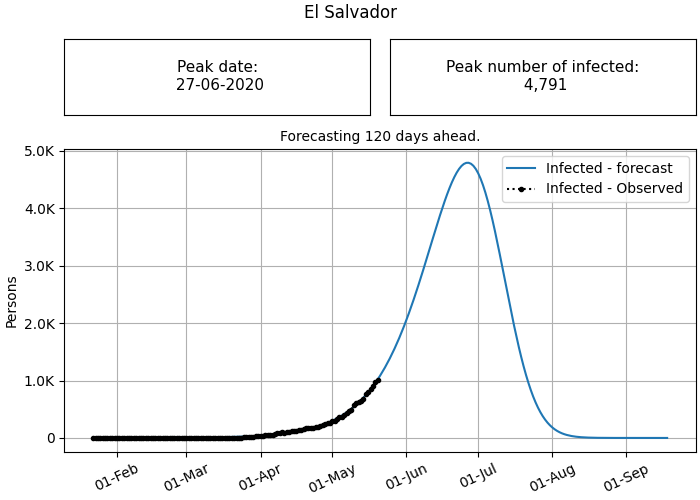 El Salvador
Peak date:
27-06-2020
Peak number of infected:
4,791
Forecasting 120 days ahead.
5.0K
4.0K
3.0K
2.0K
1.0K
0
Persons
Infected - forecast
Infected - Observed
01-Feb
01-Mar
01-Apr
01-May
01-Jun
01-Jul
01-Aug
01-Sep